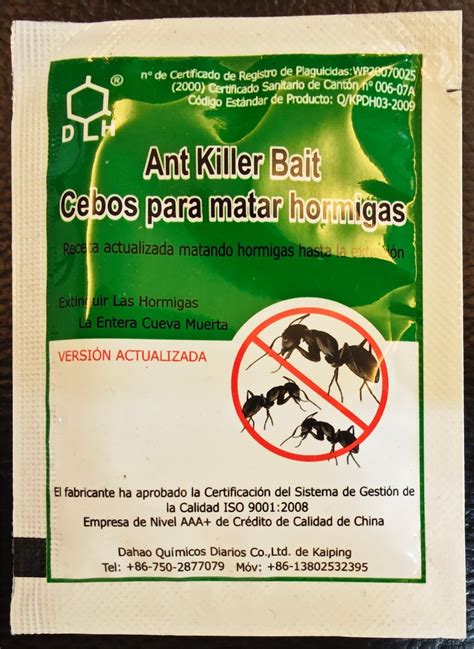 nº de Certificado de Registro de Plaguicidas:WP20070025
(2000) Certificado Sanitario de Cantón nº 006-07A
Código Estándar de Producto: Q/KPDH03-2009
®
DLH
Ant Killer Bait
Cebos para matar hormigas
Receta actualizada matando hormigas hasta la
Extinguir Las Hormigas
La Entera Cueva Muerta
VERSIÓN ACTUALIZADA
El fabricante ha aprobado la Certificación del Sistema de Gestión de
la Calidad ISO 9001:2008
Empresa de Nivel AAA+ de Crédito de Calidad de China
Dahao Químicos Diarios Co.,Ltd. de Kaiping
Tel: +86-750-2877079 Móv: +86-13802532395